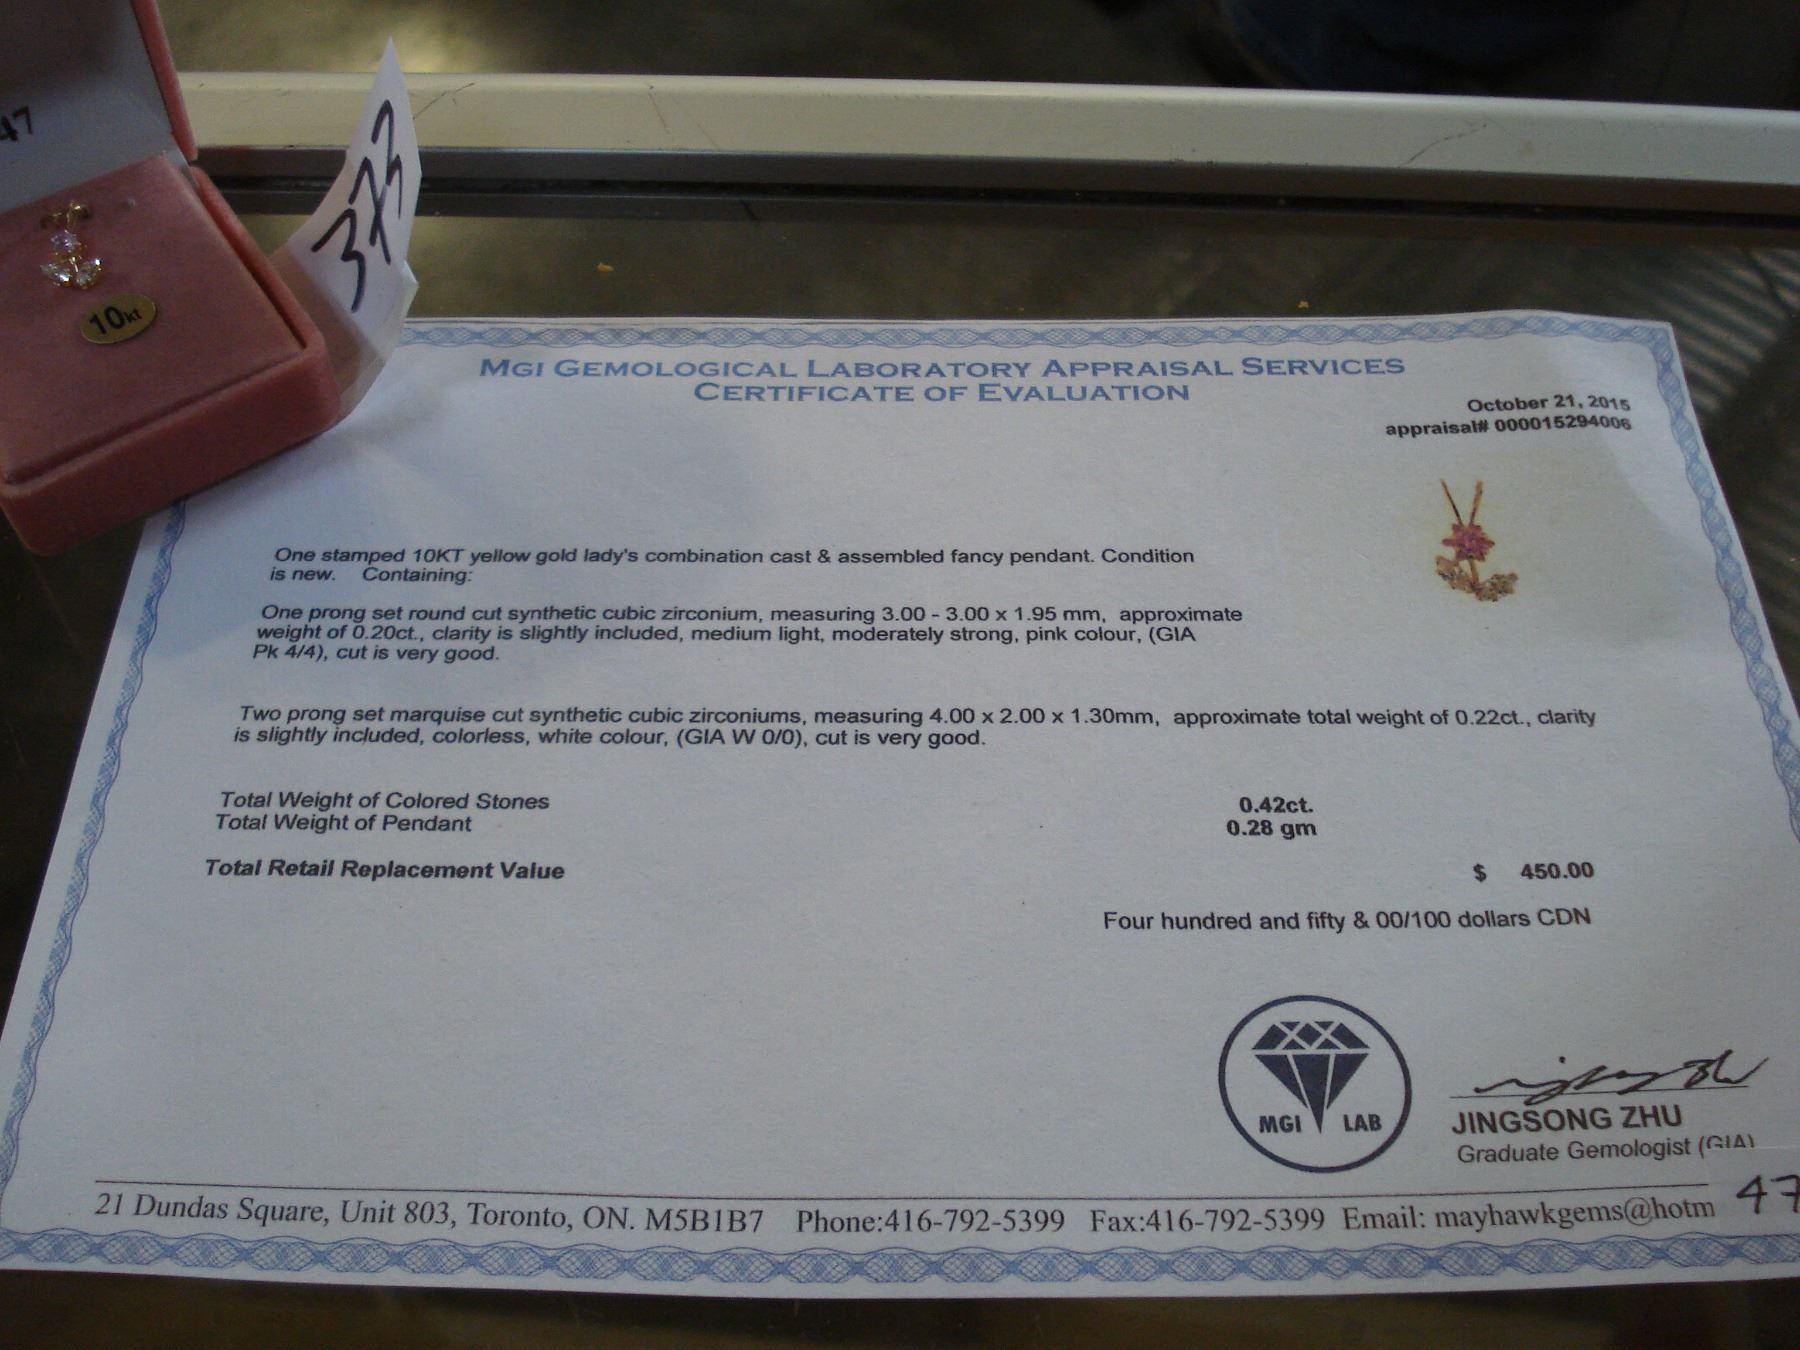 47
373
10kt
MGI GEMOLOGICAL LABORATORY APPRAISAL SERVICES
CERTIFICATE OF EVALUATION
October 21, 2015
appraisal# 000015294006
One stamped 10KT yellow gold lady's combination cast & assembled fancy pendant. Condition
is new. Containing:
One prong set round cut synthetic cubic zirconium, measuring 3.00 - 3.00 x 1.95 mm, approximate
weight of 0.20ct., clarity is slightly included, medium light, moderately strong, pink colour, (GIA
Pk 4/4), cut is very good.
Two prong set marquise cut synthetic cubic zirconiums, measuring 4.00 x 2.00 x 1.30mm, approximate total weight of 0.22ct., clarity
is slightly included, colorless, white colour, (GIA W 0/0), cut is very good.
Total Weight of Colored Stones 0.42ct.
Total Weight of Pendant 0.28 gm
Total Retail Replacement Value $ 450.00
Four hundred and fifty & 00/100 dollars CDN
MGI LAB
JINGSONG ZHU
Graduate Gemologist (GIA)
47
21 Dundas Square, Unit 803, Toronto, ON. M5B1B7 Phone:416-792-5399 Fax:416-792-5399 Email: mayhawkgems@hotm